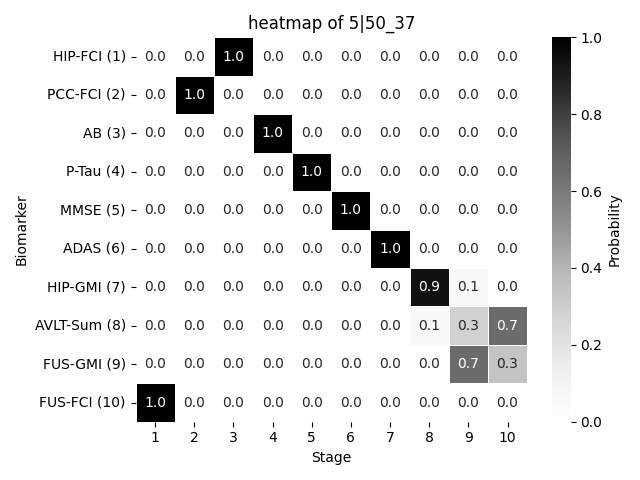 heatmap of 5|50_37
HIP-FCI (1) 0.0 0.0 1.0 0.0 0.0 0.0 0.0 0.0 0.0 0.0
PCC-FCI (2) 0.0 1.0 0.0 0.0 0.0 0.0 0.0 0.0 0.0 0.0
AB (3) 0.0 0.0 0.0 1.0 0.0 0.0 0.0 0.0 0.0 0.0
P-Tau (4) 0.0 0.0 0.0 0.0 1.0 0.0 0.0 0.0 0.0 0.0
MMSE (5) 0.0 0.0 0.0 0.0 0.0 1.0 0.0 0.0 0.0 0.0
ADAS (6) 0.0 0.0 0.0 0.0 0.0 0.0 1.0 0.0 0.0 0.0
HIP-GMI (7) 0.0 0.0 0.0 0.0 0.0 0.0 0.0 0.9 0.1 0.0
AVLT-Sum (8) 0.0 0.0 0.0 0.0 0.0 0.0 0.0 0.1 0.3 0.7
FUS-GMI (9) 0.0 0.0 0.0 0.0 0.0 0.0 0.0 0.0 0.7 0.3
FUS-FCI (10) 1.0 0.0 0.0 0.0 0.0 0.0 0.0 0.0 0.0 0.0
1 2 3 4 5 6 7 8 9 10
Stage
Biomarker
1.0
0.8
0.6
0.4
0.2
0.0
Probability